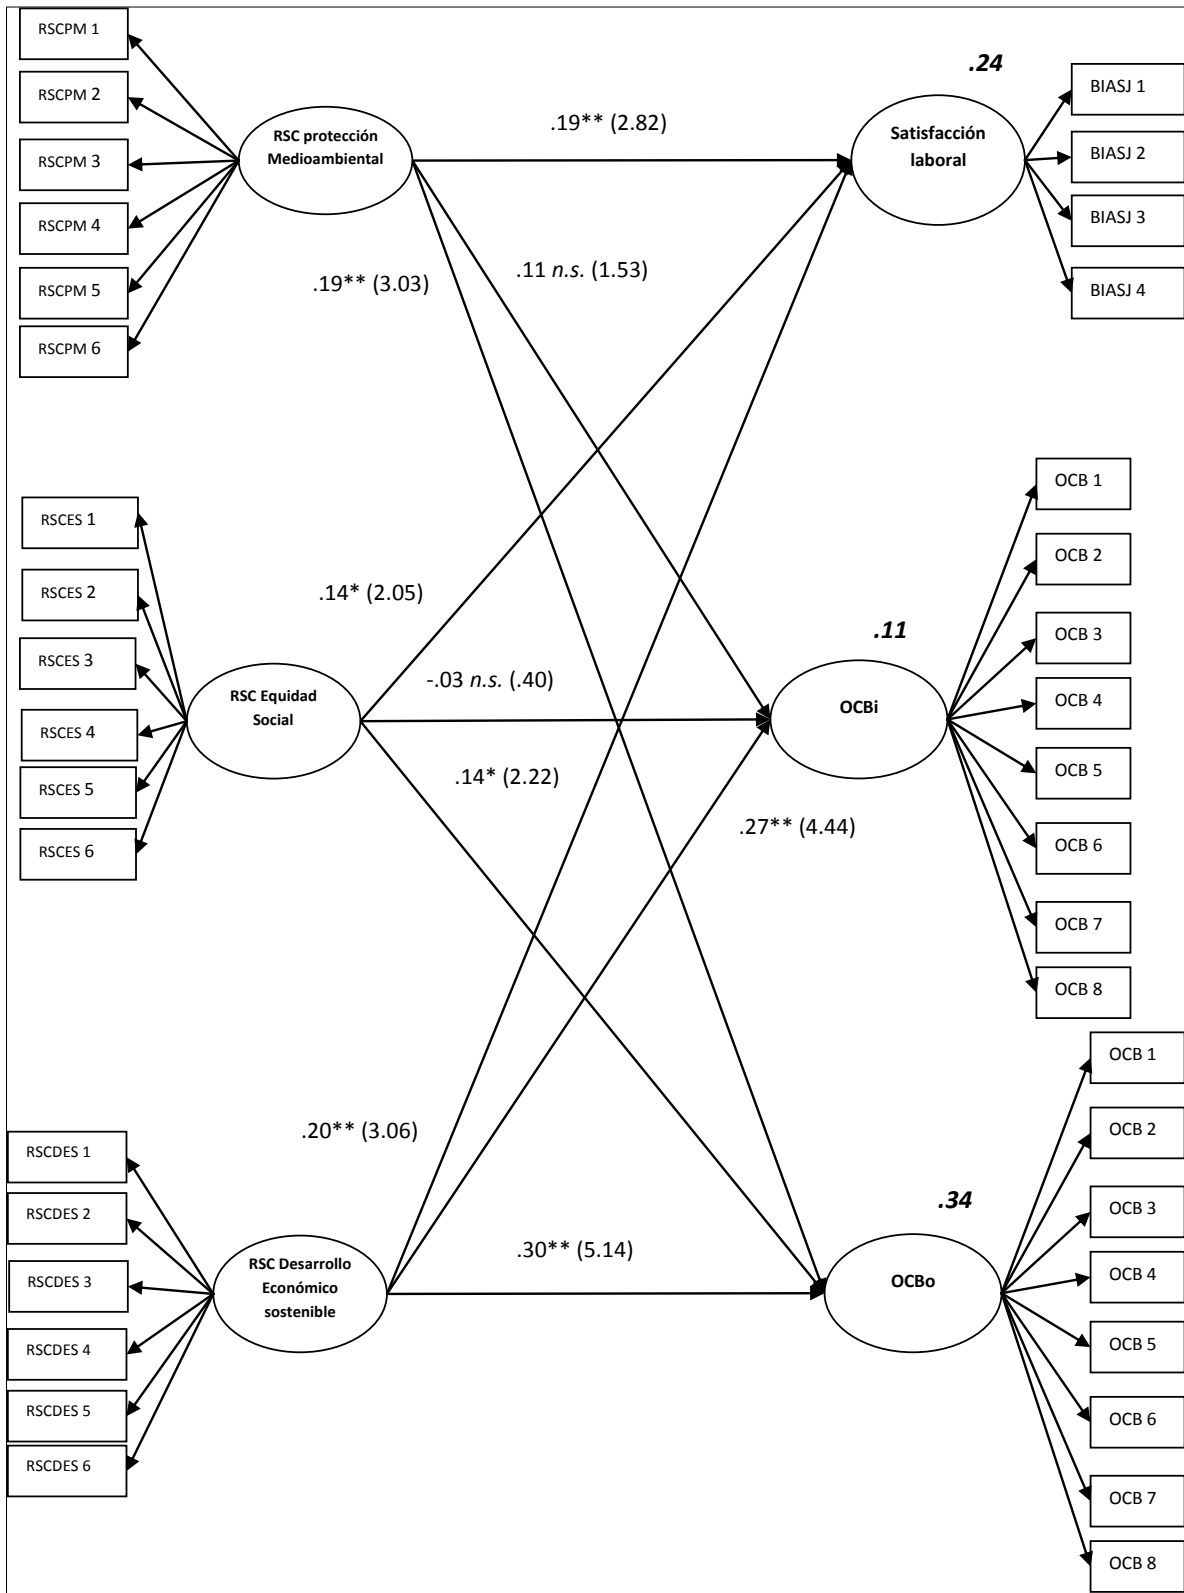 RSCPM 1
RSCPM 2
RSCPM 3
RSCPM 4
RSCPM 5
RSCPM 6
RSC protección
Medioambiental
.19** (2.82)
.24
Satisfacción
laboral
BIASJ 1
BIASJ 2
BIASJ 3
BIASJ 4
.19** (3.03)
.11 n.s. (1.53)
RSCES 1
RSCES 2
RSCES 3
RSCES 4
RSCES 5
RSCES 6
RSC Equidad
Social
.14* (2.05)
-.03 n.s. (.40)
.14* (2.22)
.27** (4.44)
.11
OCBi
OCB 1
OCB 2
OCB 3
OCB 4
OCB 5
OCB 6
OCB 7
OCB 8
RSCDES 1
RSCDES 2
RSCDES 3
RSCDES 4
RSCDES 5
RSCDES 6
RSC Desarrollo
Económico
sostenible
.20** (3.06)
.30** (5.14)
.34
OCBo
OCB 1
OCB 2
OCB 3
OCB 4
OCB 5
OCB 6
OCB 7
OCB 8